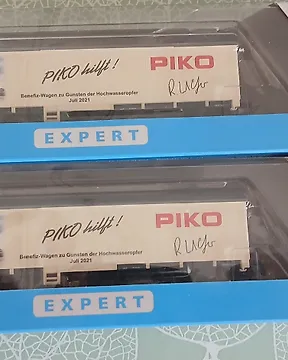 PIKO hilft! PIKO
Benefiz-Wagen zu Gunsten der Hochwasseropfer
Juli 2021
EXPERT
PIKO hilft! PIKO
Benefiz-Wagen zu Gunsten der Hochwasseropfer
Juli 2021
EXPERT